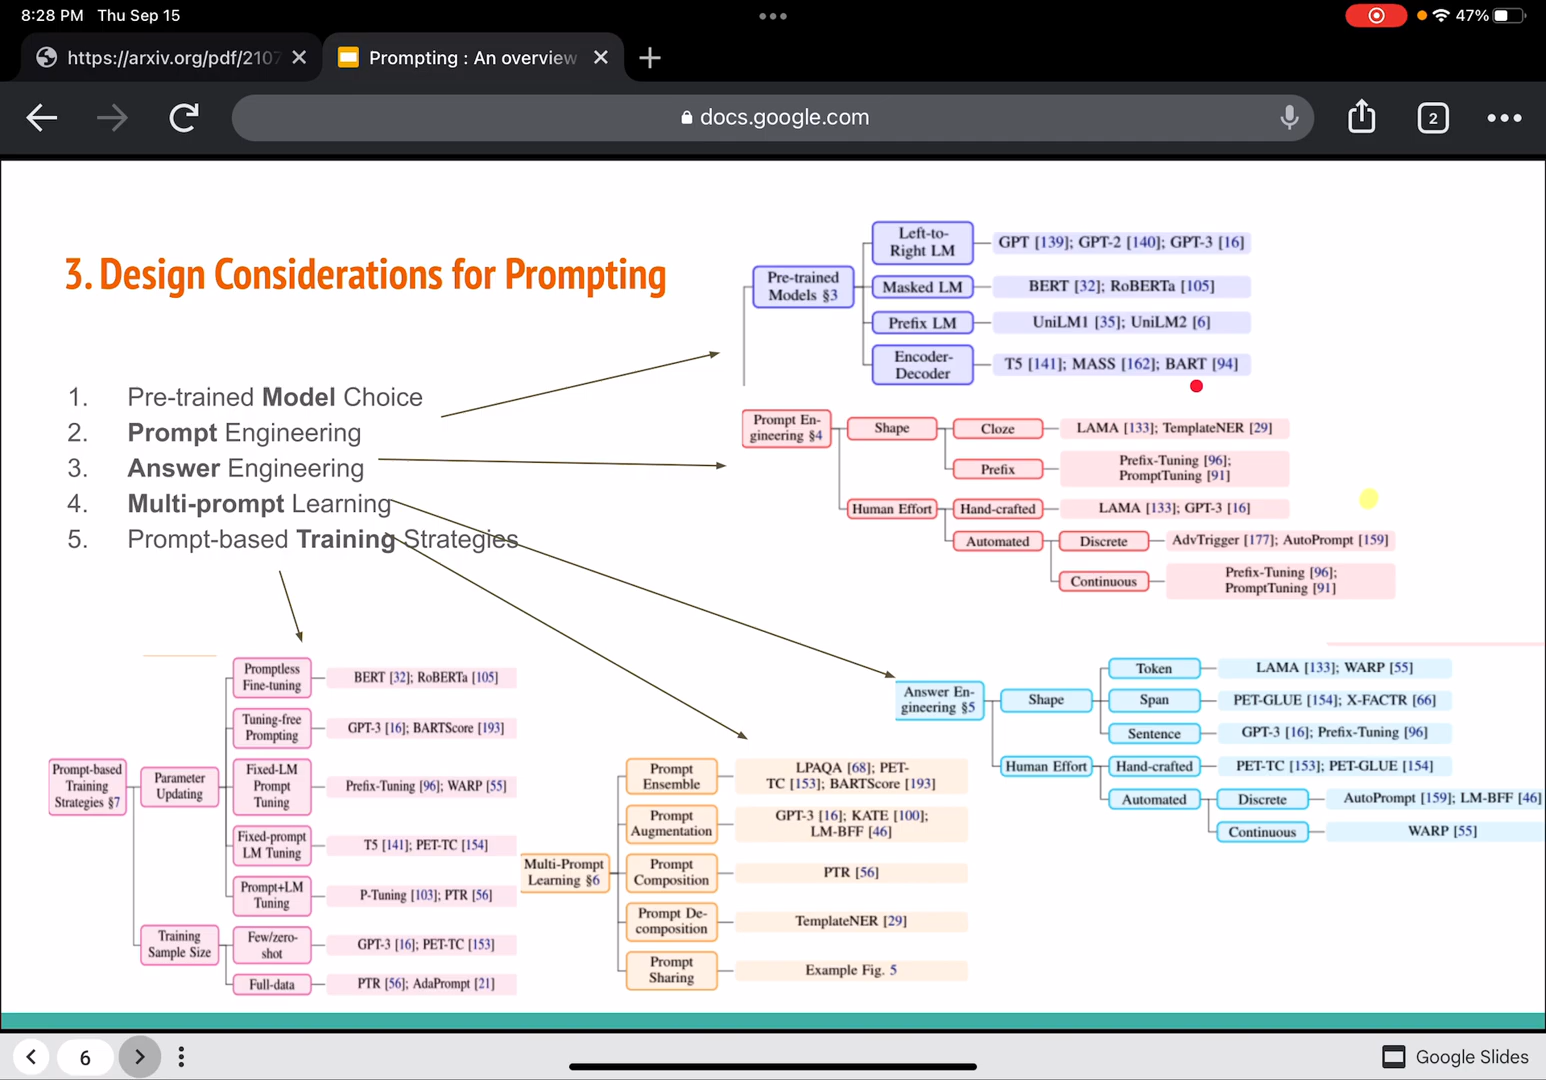 8:28 PM Thu Sep 15
47%
https://arxiv.org/pdf/2107
Prompting : An overview
docs.google.com
2
3. Design Considerations for Prompting
1. Pre-trained Model Choice
2. Prompt Engineering
3. Answer Engineering
4. Multi-prompt Learning
5. Prompt-based Training Strategies
Pre-trained
Models §3
Left-to-
Right LM
GPT [139]; GPT-2 [140]; GPT-3 [16]
Masked LM
BERT [32]; RoBERTa [105]
Prefix LM
UniLM1 [35]; UniLM2 [6]
Encoder-
Decoder
T5 [141]; MASS [162]; BART [94]
Prompt En-
gineering §4
Shape
Cloze
LAMA [133]; TemplateNER [29]
Prefix
Prefix-Tuning [96];
PromptTuning [91]
Human Effort
Hand-crafted
LAMA [133]; GPT-3 [16]
Automated
Discrete
AdvTrigger [177]; AutoPrompt [159]
Continuous
Prefix-Tuning [96];
PromptTuning [91]
Answer En-
gineering §5
Shape
Token
LAMA [133]; WARP [55]
Span
PET-GLUE [154]; X-FACTR [66]
Sentence
GPT-3 [16]; Prefix-Tuning [96]
Human Effort
Hand-crafted
PET-TC [153]; PET-GLUE [154]
Automated
Discrete
AutoPrompt [159]; LM-BFF [46]
Continuous
WARP [55]
Multi-Prompt
Learning §6
Prompt
Ensemble
LPAQA [68]; PET-
TC [153]; BARTScore [193]
Prompt
Augmentation
GPT-3 [16]; KATE [100];
LM-BFF [46]
Prompt
Composition
PTR [56]
Prompt De-
composition
TemplateNER [29]
Prompt
Sharing
Example Fig. 5
Prompt-based
Training
Strategies §7
Parameter
Updating
Promptless
Fine-tuning
BERT [32]; RoBERTa [105]
Tuning-free
Prompting
GPT-3 [16]; BARTScore [193]
Fixed-LM
Prompt
Tuning
Prefix-Tuning [96]; WARP [55]
Fixed-prompt
LM Tuning
T5 [141]; PET-TC [154]
Prompt+LM
Tuning
P-Tuning [103]; PTR [56]
Training
Sample Size
Few/zero-
shot
GPT-3 [16]; PET-TC [153]
Full-data
PTR [56]; AdaPrompt [21]
6
Google Slides